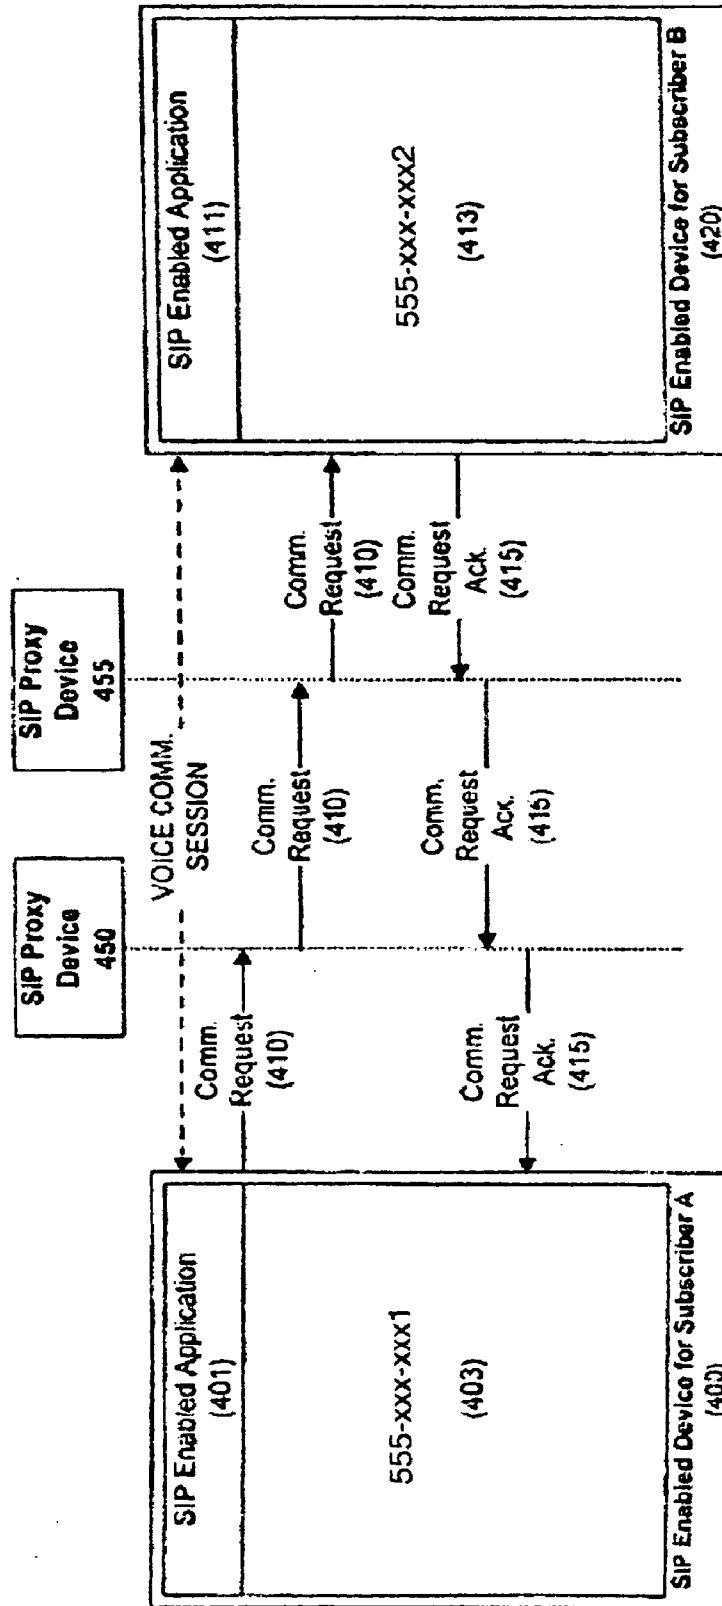 SIP Proxy
Device
450
SIP Proxy
Device
455
VOICE COMM.
SESSION
SIP Enabled Application
(401)
555-xxx-xxx1
(403)
SIP Enabled Device for Subscriber A
(400)
Comm.
Request
(410)
Comm.
Request
(410)
Comm.
Request
(410)
Comm.
Request
Ack.
(415)
Comm.
Request
Ack.
(415)
Comm.
Request
Ack.
(415)
SIP Enabled Application
(411)
555-xxx-xxx2
(413)
SIP Enabled Device for Subscriber B
(420)